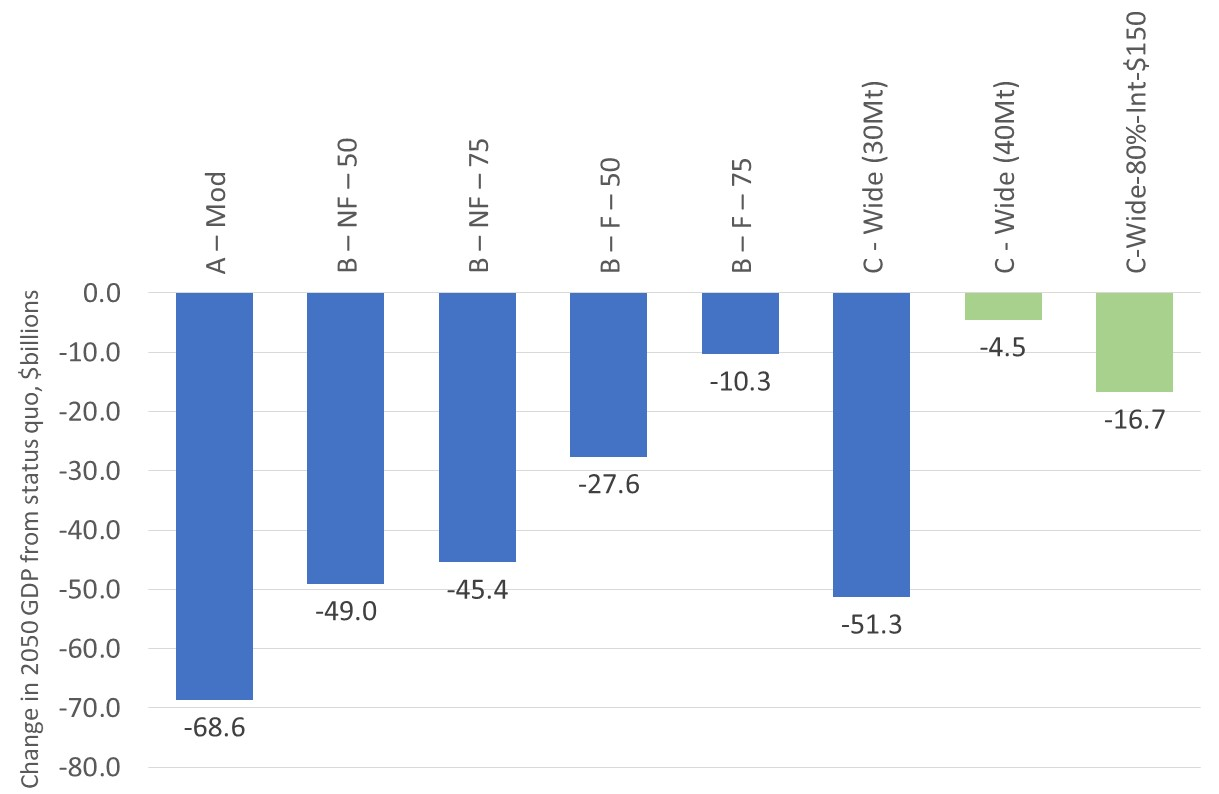 A – Mod
B – NF – 50
B – NF – 75
B – F – 50
B – F – 75
C - Wide (30Mt)
C - Wide (40Mt)
C-Wide-80%-Int-$150
Change in 2050 GDP from status quo, $billions
0.0
-10.0
-20.0
-30.0
-40.0
-50.0
-60.0
-70.0
-80.0
-68.6
-49.0
-45.4
-27.6
-10.3
-51.3
-4.5
-16.7